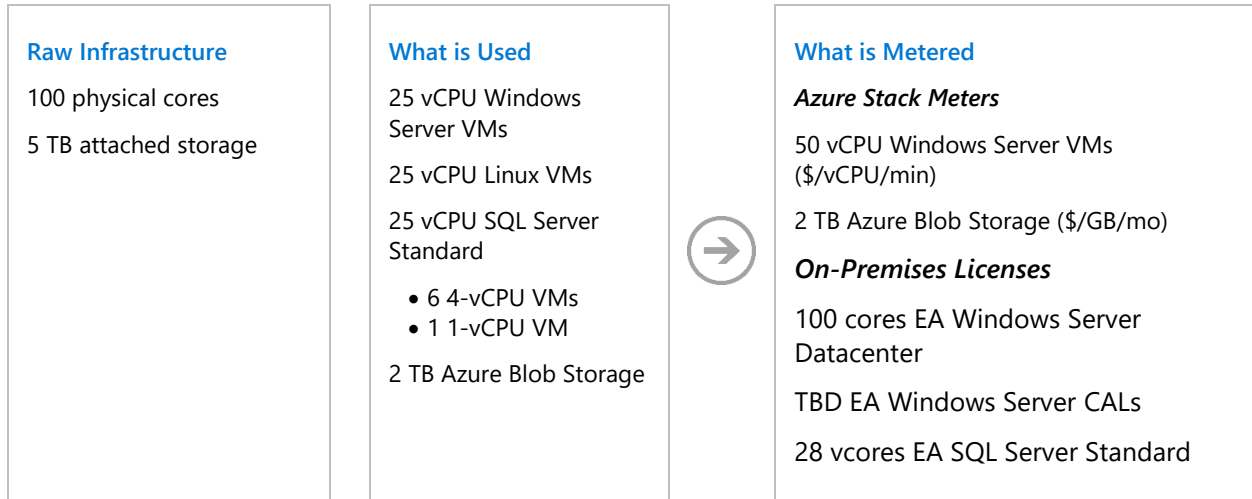 Raw Infrastructure
100 physical cores
5 TB attached storage
What is Used
25 vCPU Windows
Server VMs
25 vCPU Linux VMs
25 vCPU SQL Server
Standard
• 6 4-vCPU VMs
• 1 1-vCPU VM
2 TB Azure Blob Storage
What is Metered
Azure Stack Meters
50 vCPU Windows Server VMs
($/vCPU/min)
2 TB Azure Blob Storage ($/GB/mo)
On-Premises Licenses
100 cores EA Windows Server
Datacenter
TBD EA Windows Server CALs
28 vcores EA SQL Server Standard